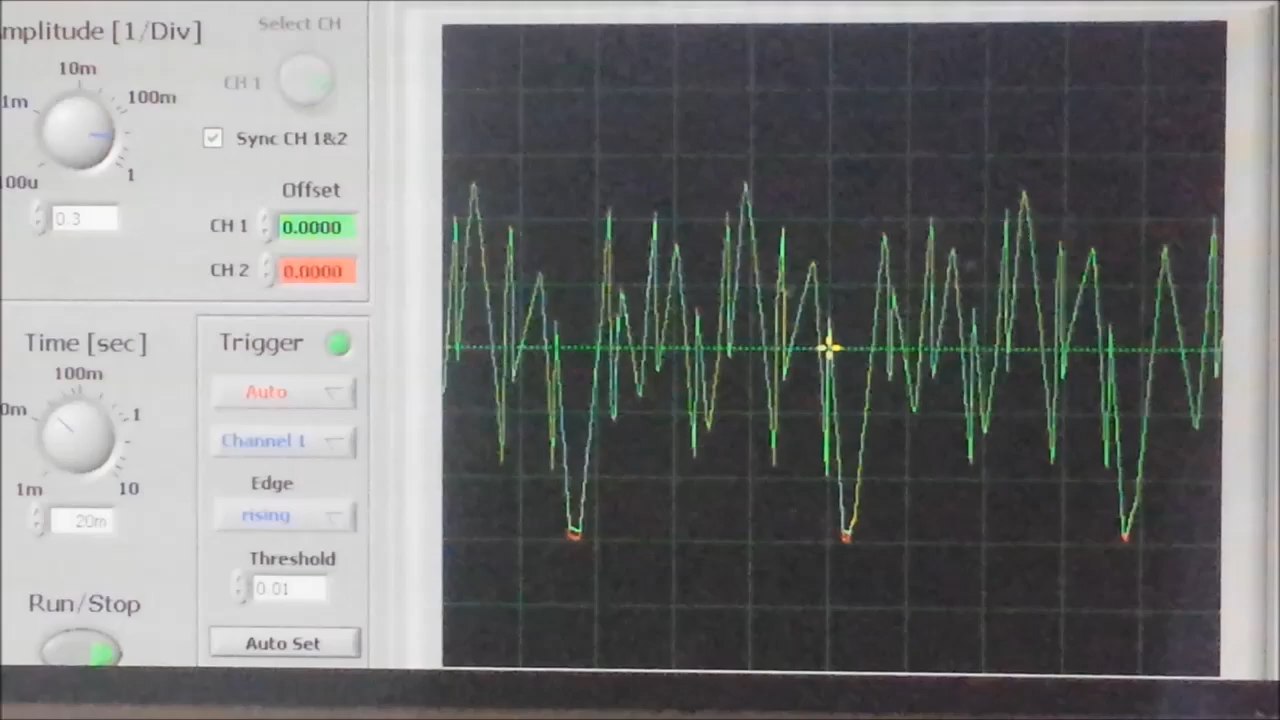 mplitude [1/Div]
Select CH
10m
1m
100m
CH 1
Sync CH 1&2
00u
1
Offset
0.3
CH 1
0.0000
CH 2
0.0000
Time [sec]
Trigger
100m
0m
1
Auto
Channel 1
1m
10
Edge
20m
rising
Threshold
0.01
Run/Stop
Auto Set